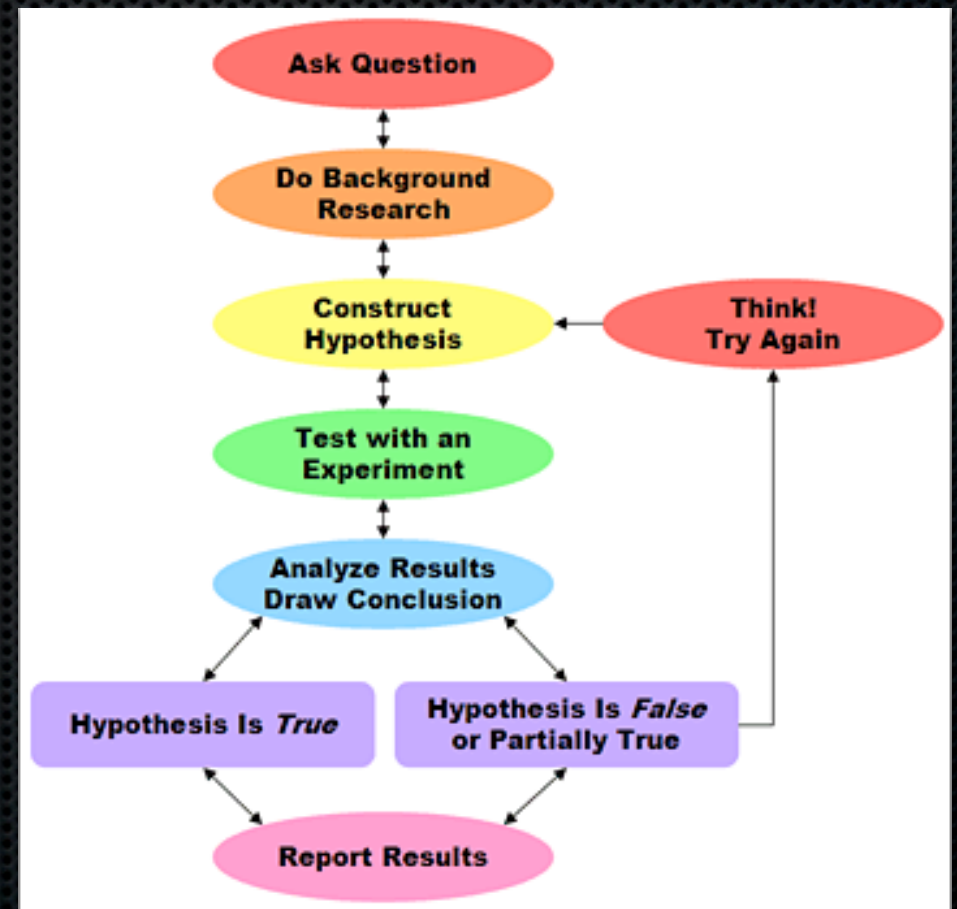 Ask Question
Do Background
Research
Construct
Hypothesis
Think!
Try Again
Test with an
Experiment
Analyze Results
Draw Conclusion
Hypothesis Is True
Hypothesis Is False
or Partially True
Report Results